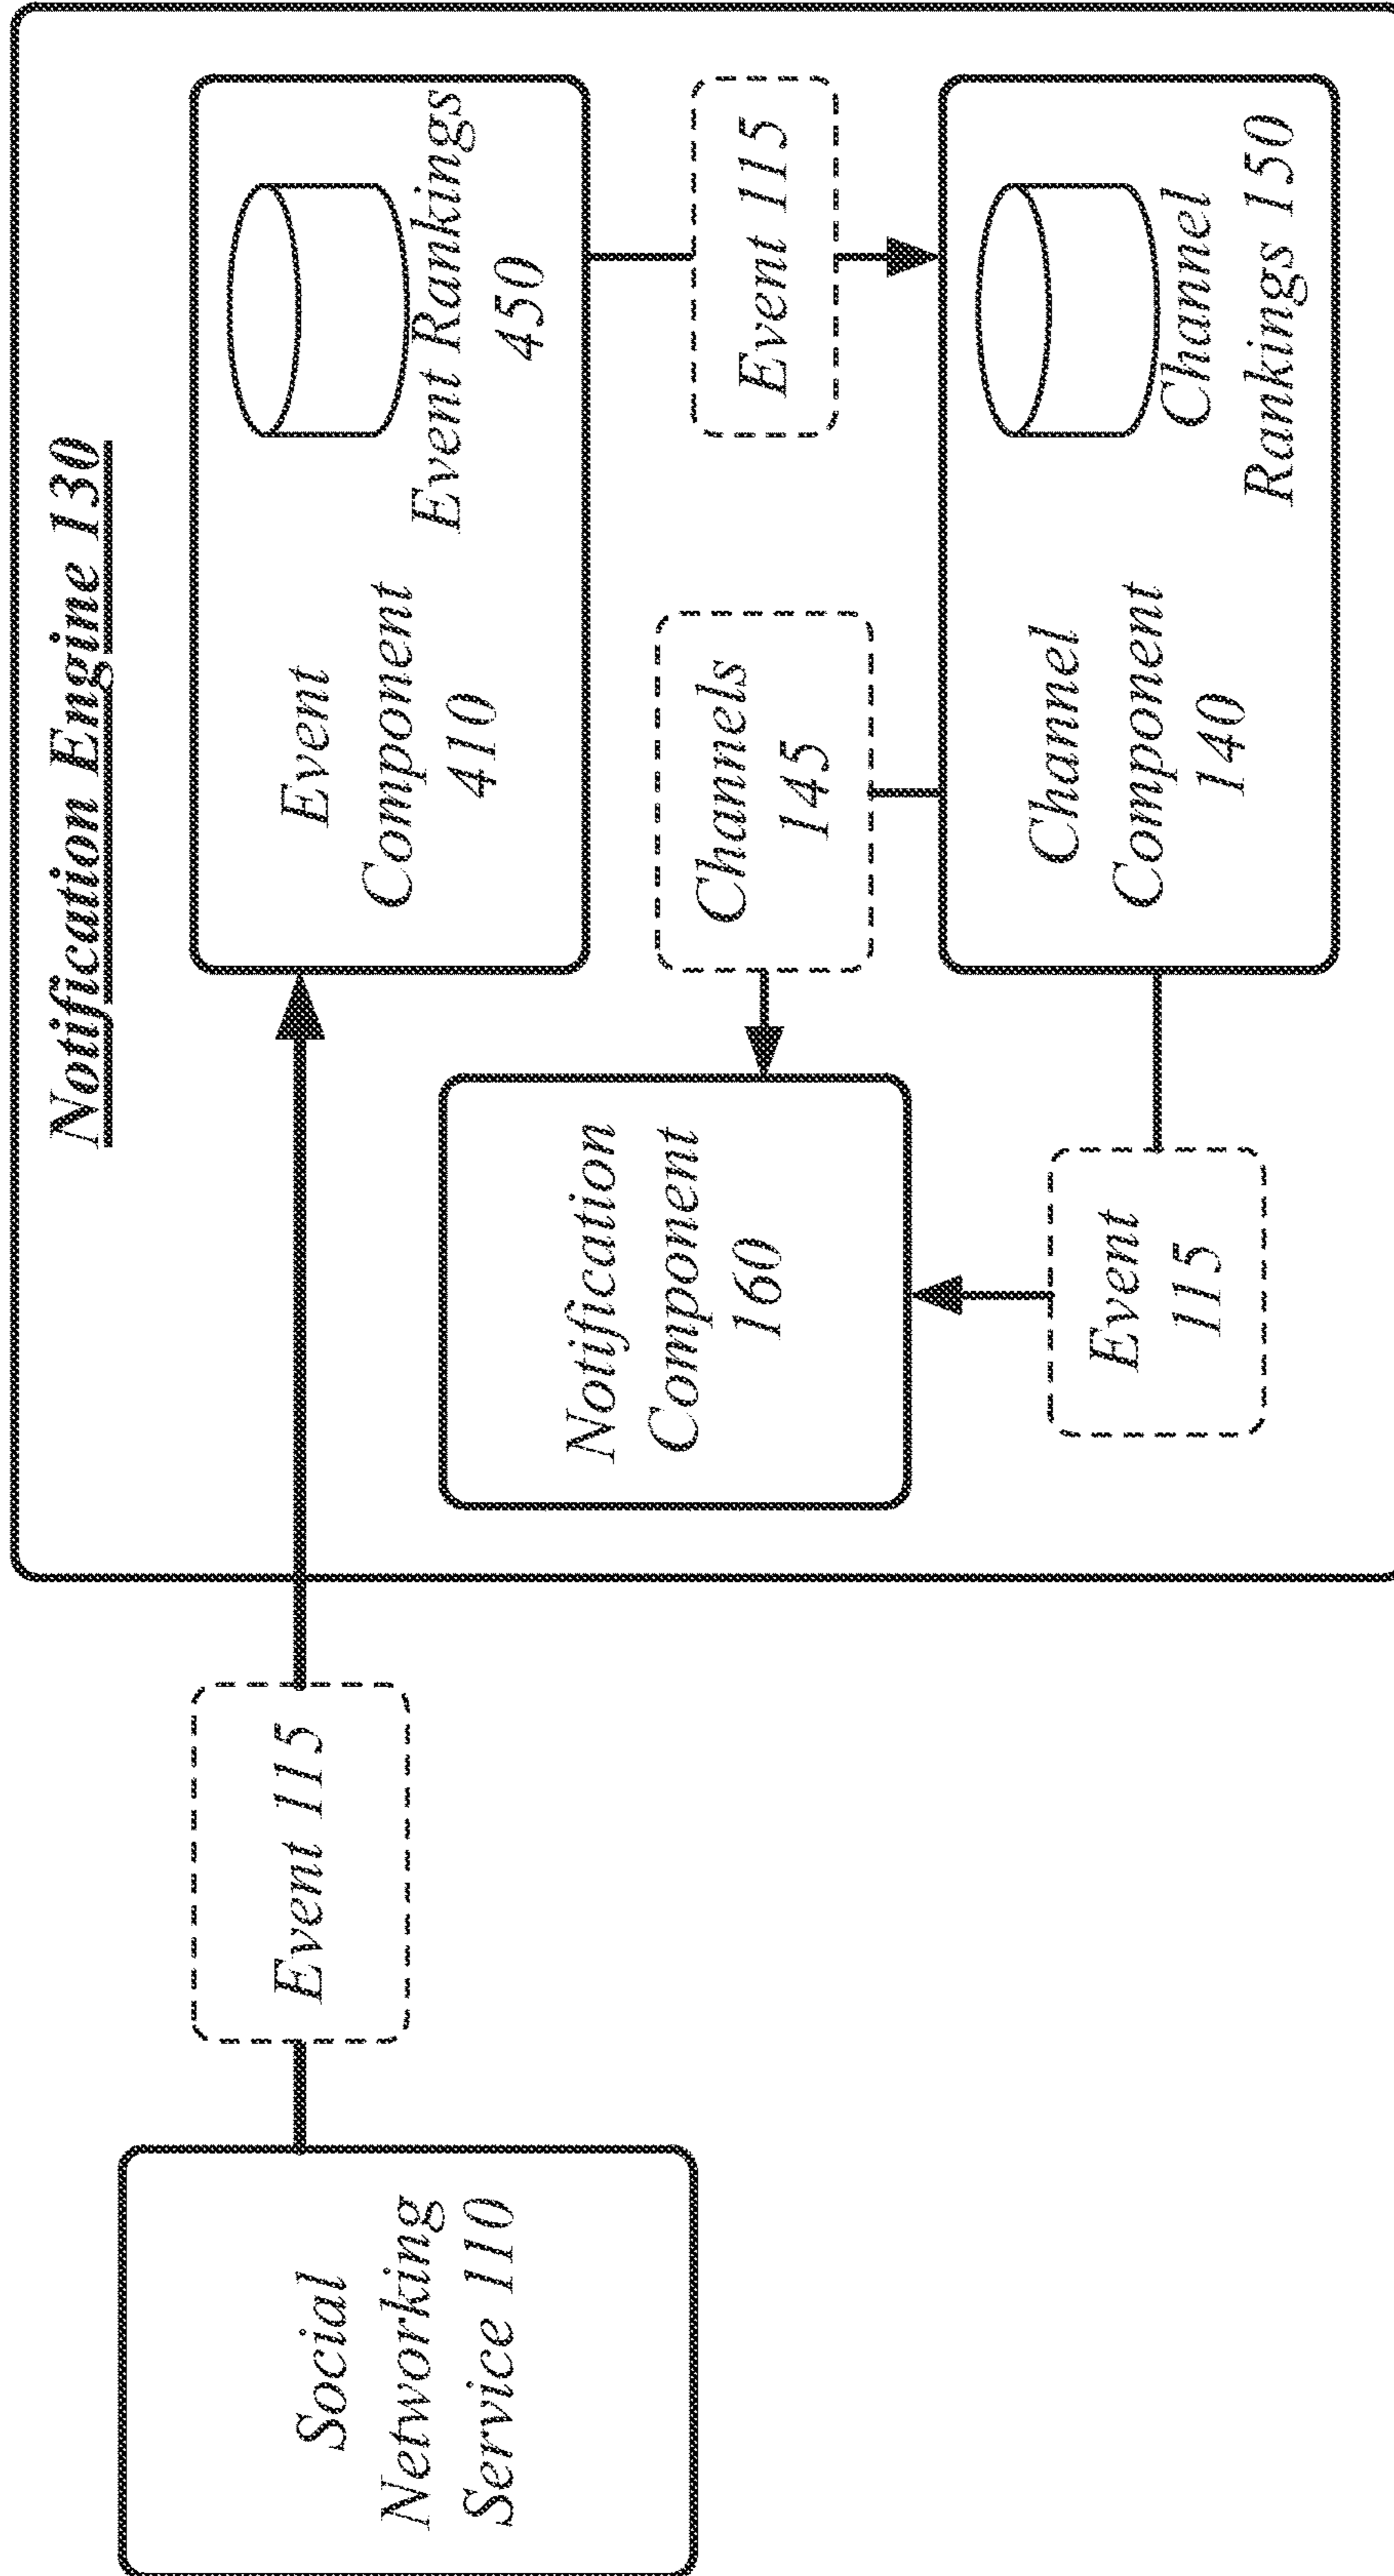 Notification Engine 130
Social
Networking
Service 110
Event 115
Event
Component
410
Event Rankings
450
Notification
Component
160
Channels
145
Event 115
Event
115
Channel
Component
140
Channel
Rankings 150